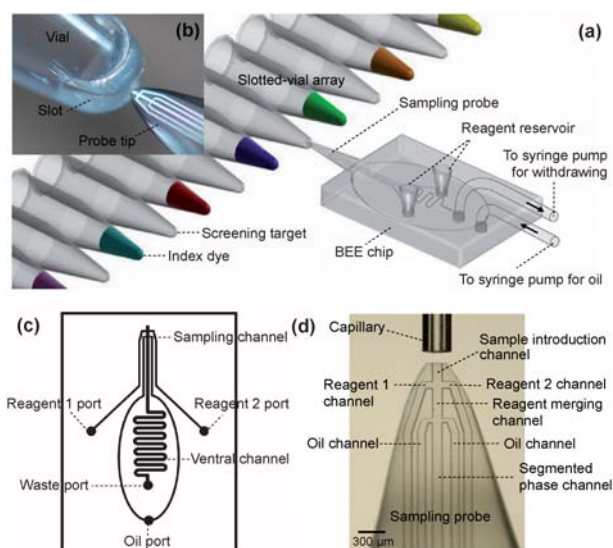 (b)
Vial
Slot
Probe tip
(a)
Slotted-vial array
Sampling probe
Reagent reservoir
To syringe pump
for withdrawing
Screening target
Index dye
BEE chip
To syringe pump
for oil
(c)
Sampling channel
Reagent 1 port
Reagent 2 port
Ventral channel
Waste port
Oil port
(d)
Capillary
Sample introduction
channel
Reagent 1
channel
Reagent 2 channel
Reagent merging
channel
Oil channel
Oil channel
Segmented
phase channel
Sampling probe
300 μm